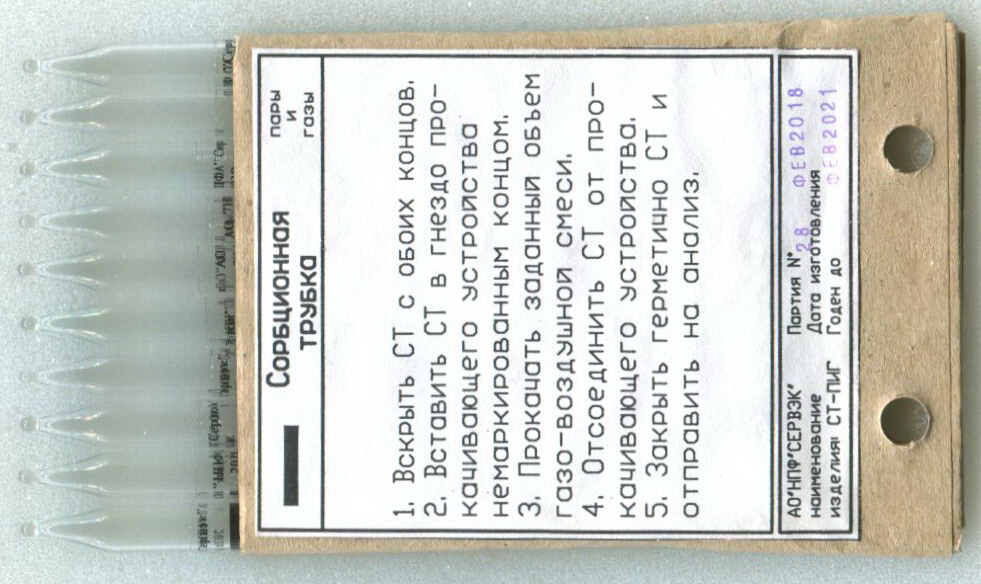 Сорбционная
ТРУБКА
пары
и
газы
1. Вскрыть СТ с обоих концов.
2. Вставить СТ в гнездо про-
качивающего устройства
немаркированным концом.
3. Прокачать заданный объем
газо-воздушной смеси.
4. Отсоединить СТ от про-
качивающего устройства.
5. Закрыть герметично СТ и
отправить на анализ.
АО"НПФ"СЕРВЭК"
наименование
изделия: СТ-ПИГ
Партия N° 28
Дата изготовления ФЕВ2018
Годен до ФЕВ2021